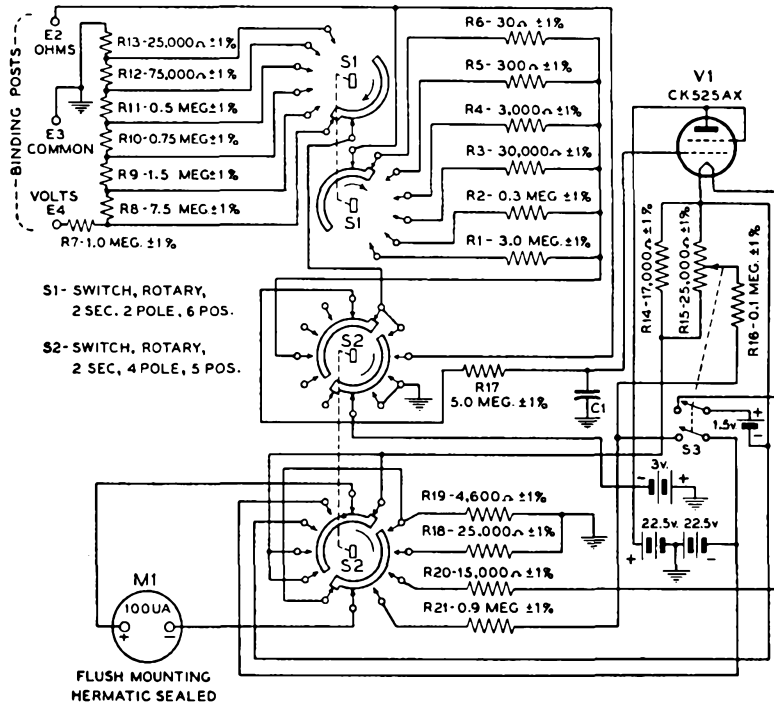 BINDING POSTS
E2
OHMS
E3
COMMON
VOLTS
E4
R13-25,000Ω±1%
R12-75,000Ω±1%
R11-0.5 MEG±1%
R10-0.75 MEG±1%
R9-1.5 MEG±1%
R8-7.5 MEG±1%
R7-1.0 MEG. ±1%
S1
S1
R6-30Ω ±1%
R5-300Ω ±1%
R4-3,000Ω±1%
R3-30,000Ω±1%
R2-0.3 MEG.±1%
R1-3.0 MEG.±1%
V1
CK525AX
R14-17,000Ω±1%
R15-25,000Ω±1%
R16-0.1 MEG. ±1%
S1- SWITCH, ROTARY,
2 SEC. 2 POLE, 6 POS.
S2- SWITCH, ROTARY,
2 SEC, 4 POLE, 5 POS.
S2
R17
5.0 MEG. ±1%
C1
+
1.5v.
-
S3
3v.
- +
22.5v. 22.5v
+ -
R19-4,600Ω±1%
R18-25,000Ω±1%
R20-15,000Ω±1%
R21-0.9 MEG ±1%
S2
M1
100UA
+ -
FLUSH MOUNTING
HERMATIC SEALED